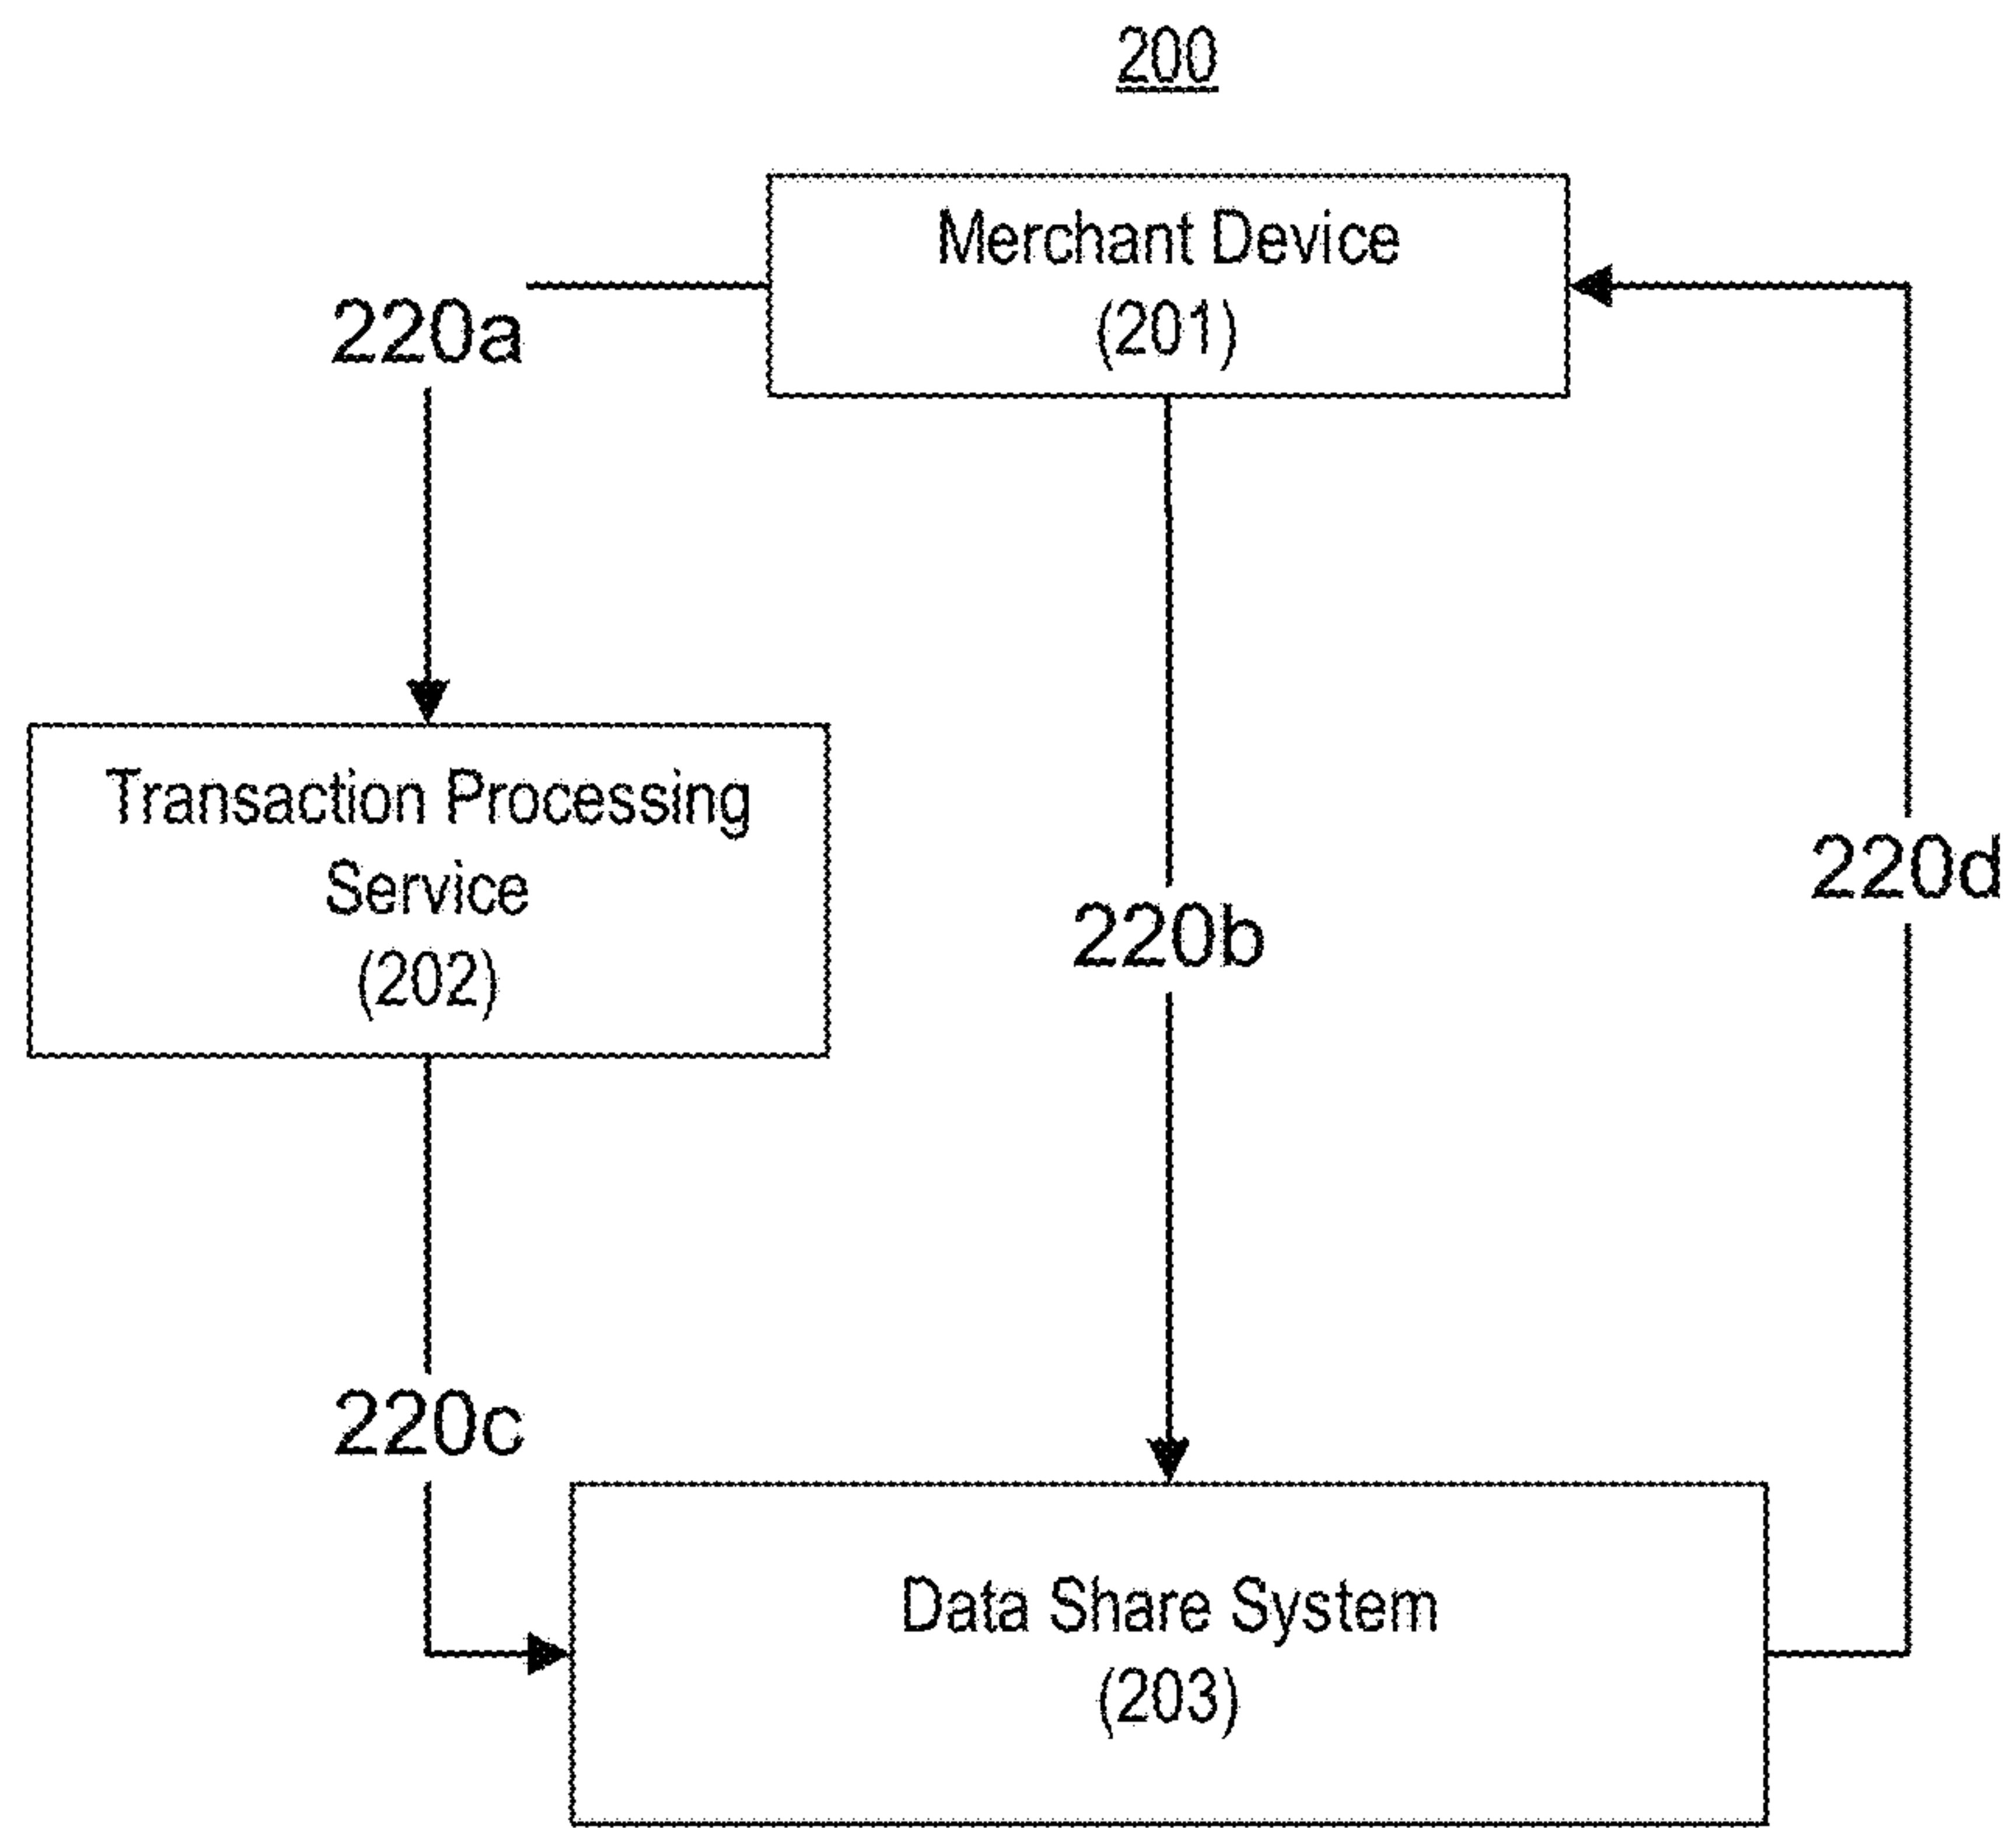 200
Merchant Device
(201)
220a
Transaction Processing
Service
(202)
220b
220d
220c
Data Share System
(203)